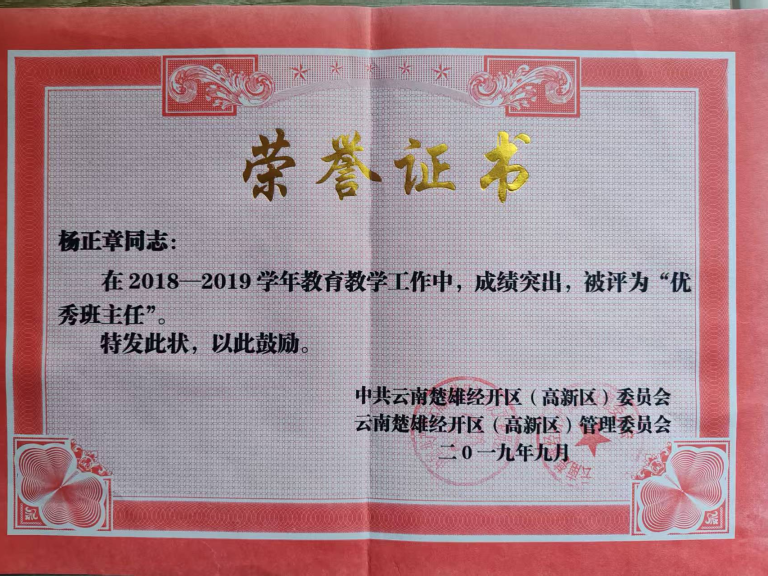 荣誉证书
杨正章同志：
在2018—2019学年教育教学工作中，成绩突出，被评为“优
秀班主任”。
特发此状，以此鼓励。
中共云南楚雄经开区（高新区）委员会
云南楚雄经开区（高新区）管理委员会
二0一九年九月